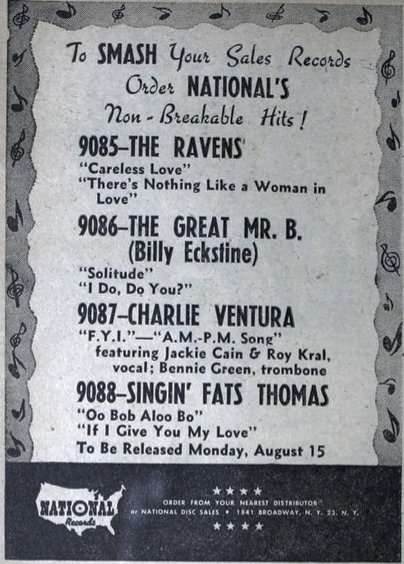 To SMASH Your Sales Records
Order NATIONAL'S
Non-Breakable Hits!
9085–THE RAVENS
"Careless Love"
"There's Nothing Like a Woman in
Love"
9086–THE GREAT MR. B.
(Billy Eckstine)
"Solitude"
"I Do, Do You?"
9087–CHARLIE VENTURA
"F.Y.I."—"A.M.-P.M. Song"
featuring Jackie Cain & Roy Kral,
vocal; Bennie Green, trombone
9088–SINGIN' FATS THOMAS
"Oo Bob Aloo Bo"
"If I Give You My Love"
To Be Released Monday, August 15
NATIONAL
Records
ORDER FROM YOUR NEAREST DISTRIBUTOR
or NATIONAL DISC SALES • 1841 BROADWAY, N. Y. 23, N. Y.